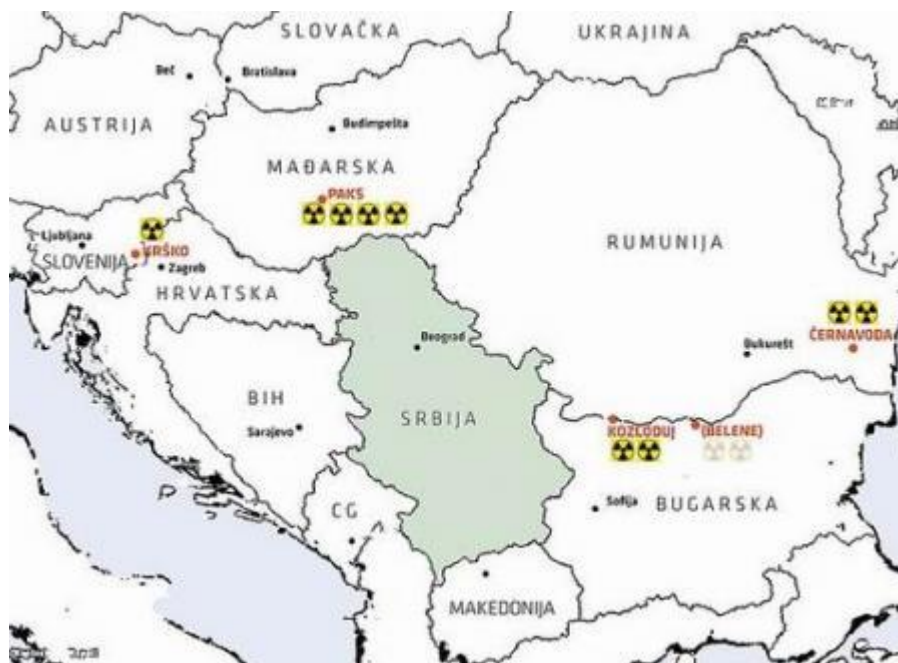 SLOVAČKA
UKRAJINA
Beč
Bratislava
AUSTRIJA
Budimpešta
MAĐARSKA
PAKS
Ljubljana
KRŠKO
SLOVENIJA
Zagreb
RUMUNIJA
HRVATSKA
ČERNAVODA
Beograd
Bukurešt
BIH
SRBIJA
Sarajevo
KOZLODUJ
(BELENE)
Sofija
BUGARSKA
CG
MAKEDONIJA